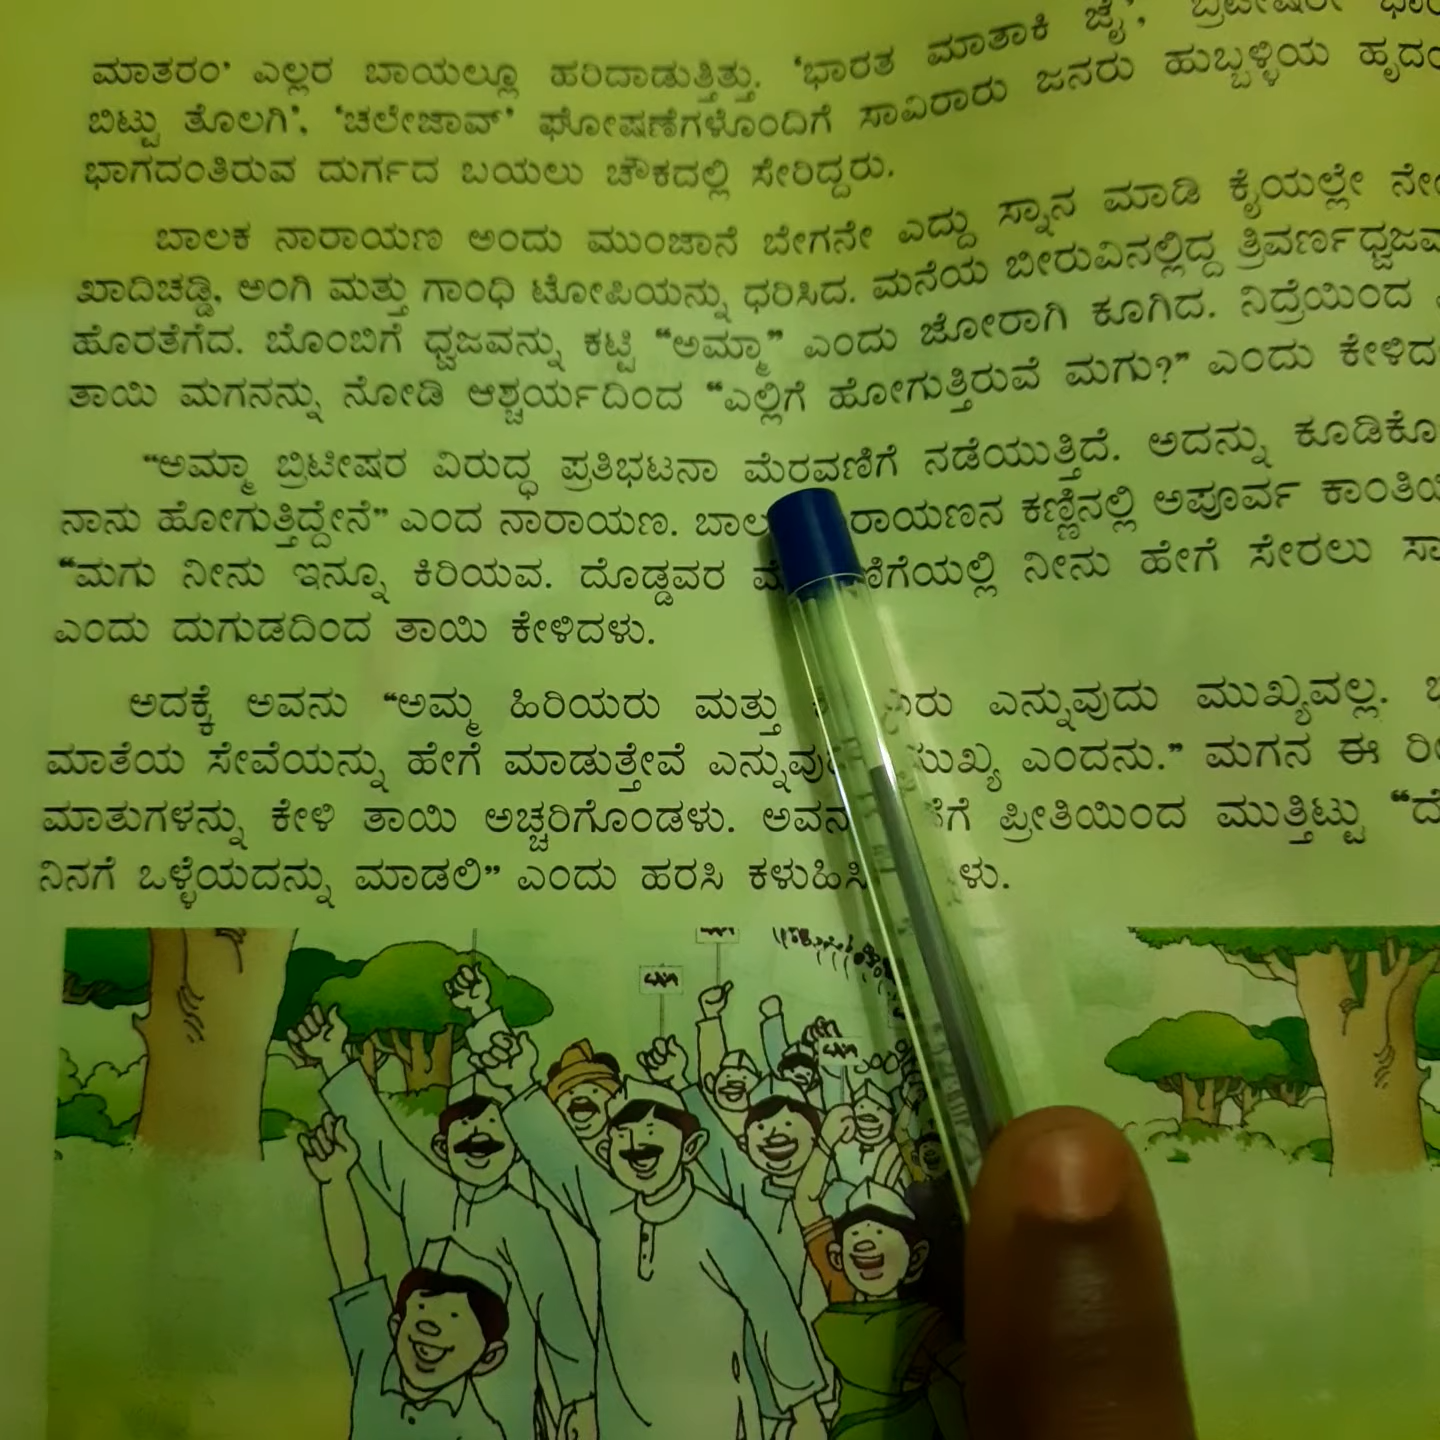 ಮಾತರಂ' ಎಲ್ಲರ ಬಾಯಲ್ಲೂ ಹರಿದಾಡುತ್ತಿತ್ತು. 'ಭಾರತ ಮಾತಾಕಿ ಜೈ',
ಬಿಟ್ಟು ತೊಲಗಿ', 'ಚಲೇಜಾವ್' ಘೋಷಣೆಗಳೊಂದಿಗೆ ಸಾವಿರಾರು ಜನರು ಹುಬ್ಬಳ್ಳಿಯ
ಭಾಗದಂತಿರುವ ದುರ್ಗದ ಬಯಲು ಚೌಕದಲ್ಲಿ ಸೇರಿದ್ದರು.
ಬಾಲಕ ನಾರಾಯಣ ಅಂದು ಮುಂಜಾನೆ ಬೇಗನೇ ಎದ್ದು ಸ್ನಾನ ಮಾಡಿ ಕೈಯಲ್ಲೇ
ಖಾದಿಚಡ್ಡಿ, ಅಂಗಿ ಮತ್ತು ಗಾಂಧಿ ಟೋಪಿಯನ್ನು ಧರಿಸಿದ. ಮನೆಯ ಬೀರುವಿನಲ್ಲಿದ್ದ
ಹೊರತೆಗೆದ. ಬೊಂಬಿಗೆ ಧ್ವಜವನ್ನು ಕಟ್ಟಿ "ಅಮ್ಮಾ" ಎಂದು ಜೋರಾಗಿ ಕೂಗಿದ. ನಿದ್ರೆಯಿಂದ
ತಾಯಿ ಮಗನನ್ನು ನೋಡಿ ಆಶ್ಚರ್ಯದಿಂದ "ಎಲ್ಲಿಗೆ ಹೋಗುತ್ತಿರುವೆ ಮಗು?" ಎಂದು
"ಅಮ್ಮಾ ಬ್ರಿಟೀಷರ ವಿರುದ್ಧ ಪ್ರತಿಭಟನಾ ಮೆರವಣಿಗೆ ನಡೆಯುತ್ತಿದೆ. ಅದನ್ನು
ನಾನು ಹೋಗುತ್ತಿದ್ದೇನೆ" ಎಂದ ನಾರಾಯಣ. ಕಣ್ಣಿನಲ್ಲಿ ಅಪೂರ್ವ
"ಮಗು ನೀನು ಇನ್ನೂ ಕಿರಿಯವ. ದೊಡ್ಡವರ ನೀನು ಹೇಗೆ ಸೇರಲು
ಎಂದು ದುಗುಡದಿಂದ ತಾಯಿ ಕೇಳಿದಳು.
ಅದಕ್ಕೆ ಅವನು "ಅಮ್ಮ ಹಿರಿಯರು ಮತ್ತು ಎನ್ನುವುದು ಮುಖ್ಯವಲ್ಲ.
ಮಾತೆಯ ಸೇವೆಯನ್ನು ಹೇಗೆ ಮಾಡುತ್ತೇವೆ ಎಂದನು." ಮಗನ ಈ
ಮಾತುಗಳನ್ನು ಕೇಳಿ ತಾಯಿ ಅಚ್ಚರಿಗೊಂಡಳು. ಪ್ರೀತಿಯಿಂದ ಮುತ್ತಿಟ್ಟು
ನಿನಗೆ ಒಳ್ಳೆಯದನ್ನು ಮಾಡಲಿ" ಎಂದು ಹರಸಿ